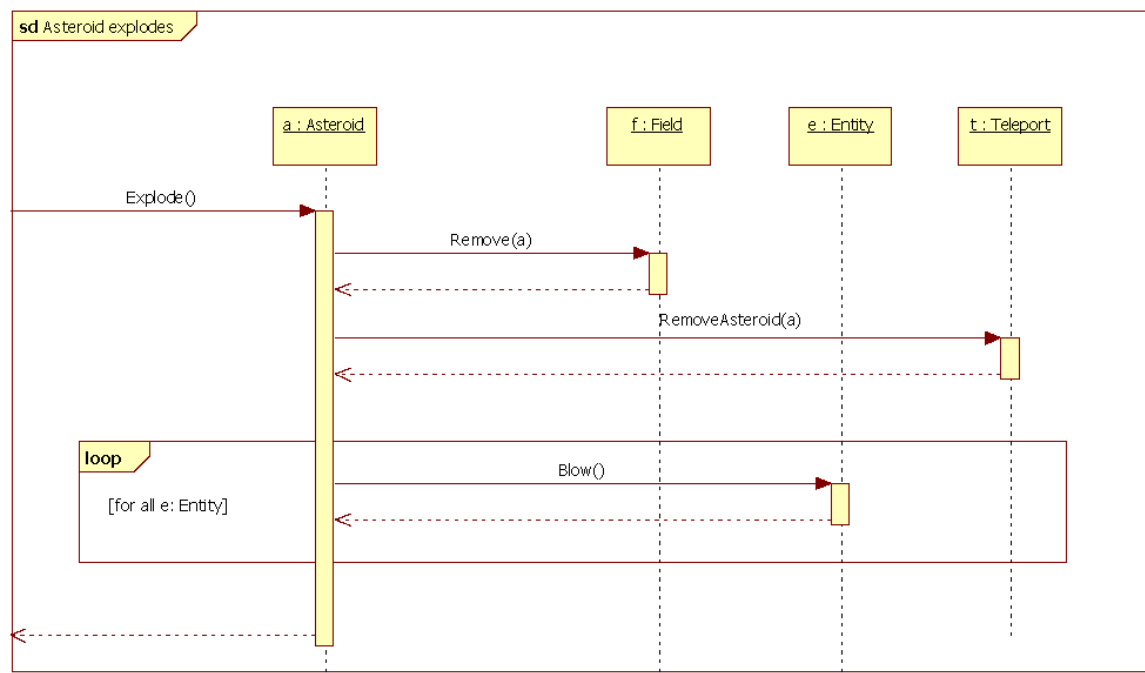 sd Asteroid explodes
a : Asteroid
f : Field
e : Entity
t : Teleport
Explode()
Remove(a)
RemoveAsteroid(a)
loop
Blow()
[for all e: Entity]